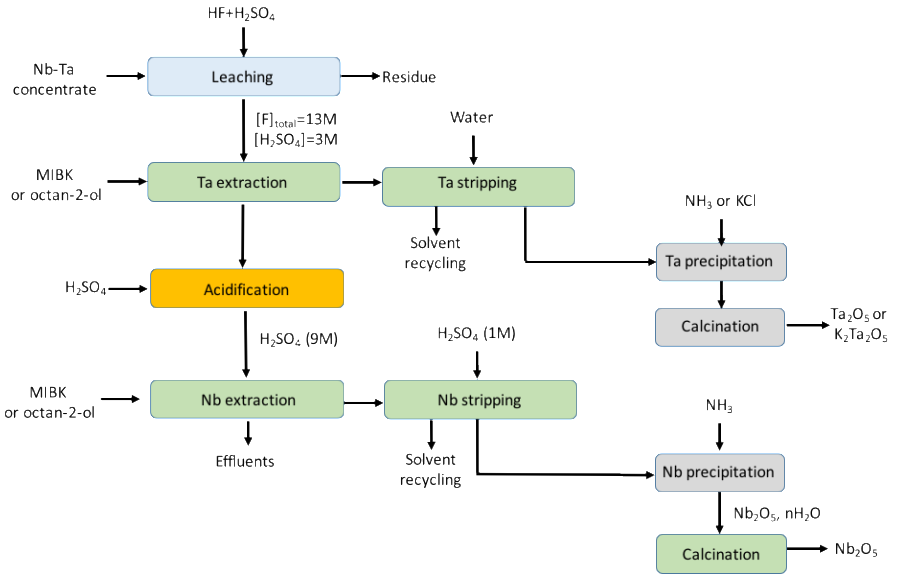 HF+H₂SO₄
Nb-Ta
concentrate
Leaching
Residue
[F]ₜₒₜₐₗ=13M
[H₂SO₄]=3M
Water
MIBK
or octan-2-ol
Ta extraction
Ta stripping
NH₃ or KCl
Solvent
recycling
Ta precipitation
H₂SO₄
Acidification
Calcination
Ta₂O₅ or
K₂Ta₂O₅
H₂SO₄ (9M)
H₂SO₄ (1M)
MIBK
or octan-2-ol
Nb extraction
Nb stripping
NH₃
Effluents
Solvent
recycling
Nb precipitation
Nb₂O₅, nH₂O
Calcination
Nb₂O₅